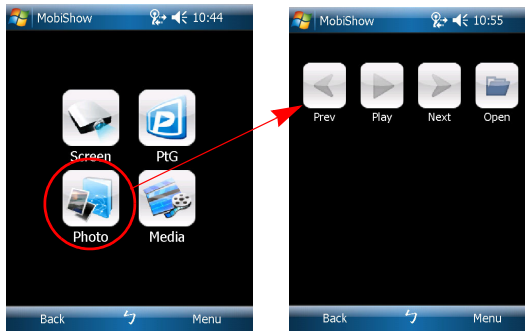 MobiShow 10:44
Screen PtG
Photo Media
Back ㄅ Menu
MobiShow 10:55
Prev Play Next Open
Back ㄅ Menu